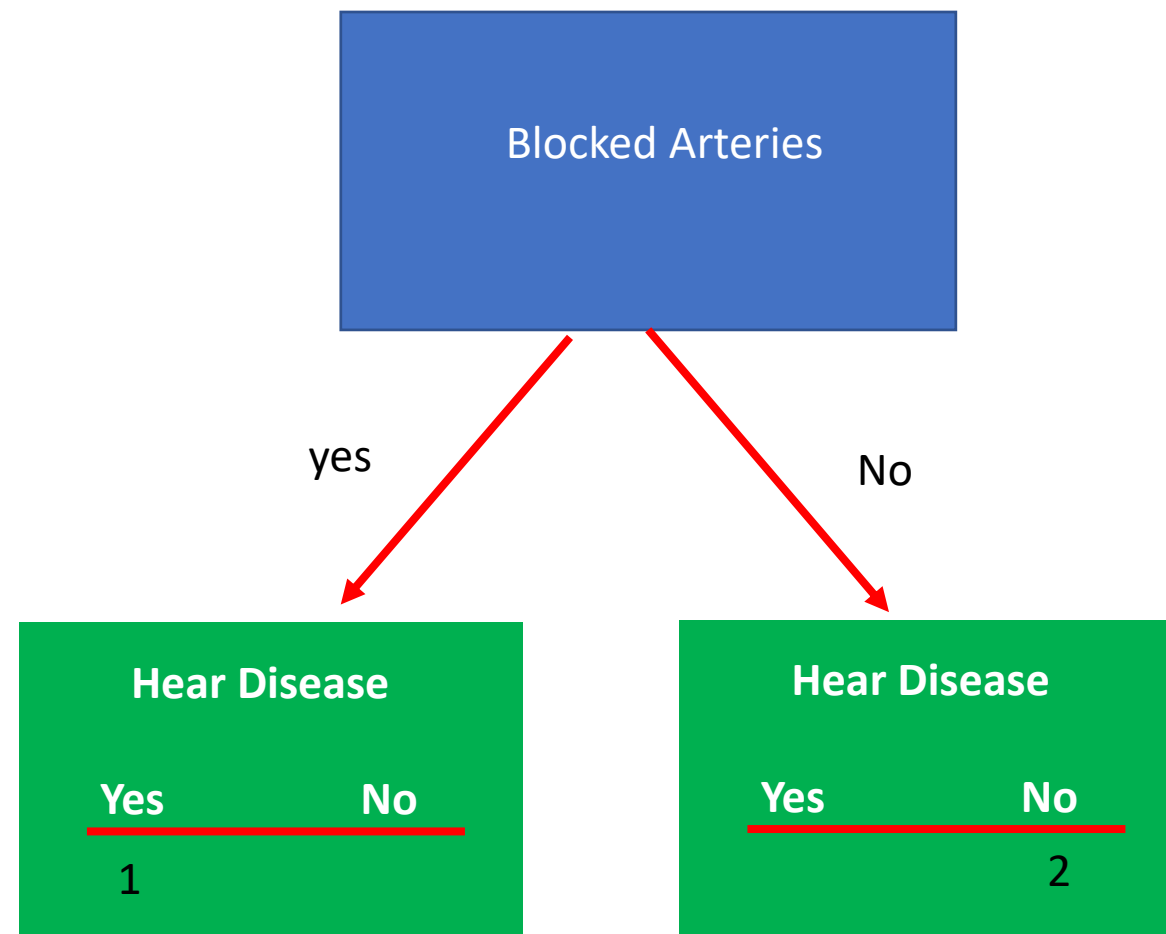 Blocked Arteries
yes
No
Hear Disease
Yes No
1
Hear Disease
Yes No
2